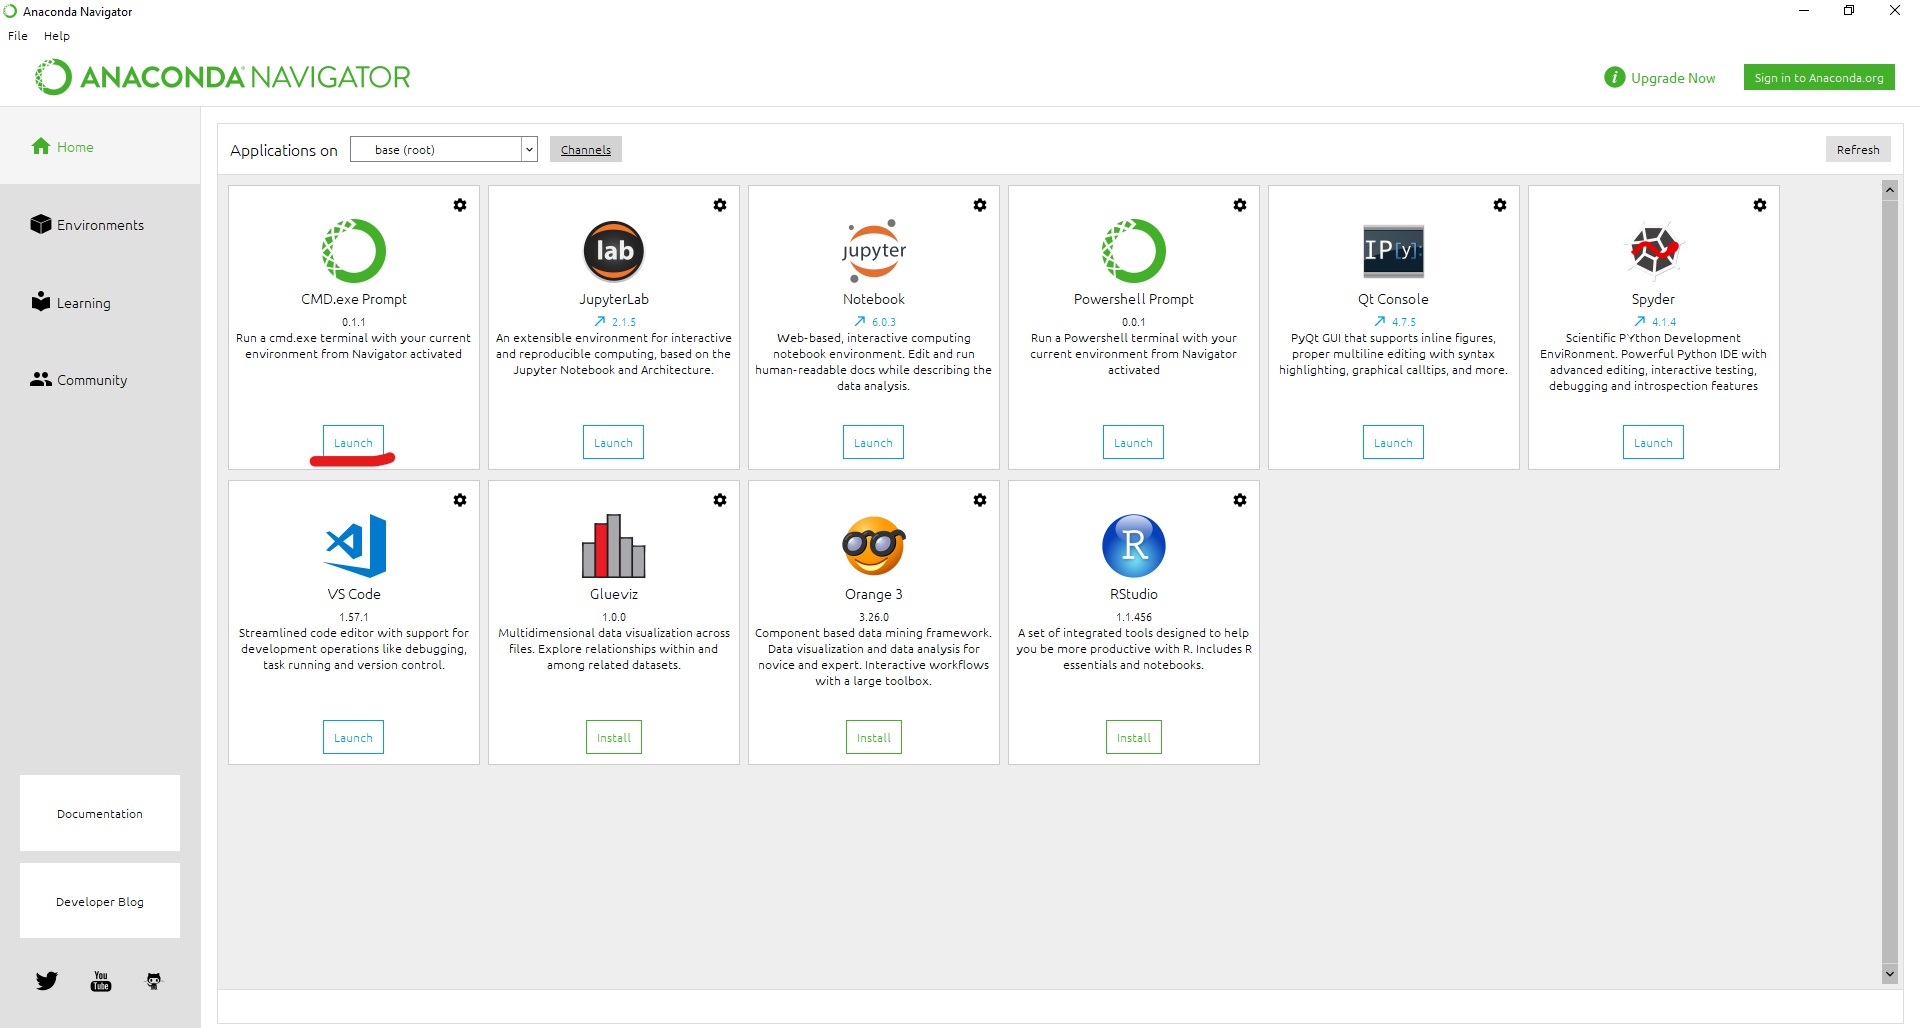 Anaconda Navigator
File Help
ANACONDA NAVIGATOR
i Upgrade Now
Sign in to Anaconda.org
Home
Environments
Learning
Community
Documentation
Developer Blog
You
Tube
Applications on
base (root)
Channels
Refresh
CMD.exe Prompt
0.1.1
Run a cmd.exe terminal with your current
environment from Navigator activated
Launch
lab
JupyterLab
2.1.5
An extensible environment for interactive
and reproducible computing, based on the
Jupyter Notebook and Architecture.
Launch
jupyter
Notebook
6.0.3
Web-based, interactive computing
notebook environment. Edit and run
human-readable docs while describing the
data analysis.
Launch
Powershell Prompt
0.0.1
Run a Powershell terminal with your
current environment from Navigator
activated
Launch
IP[y]:
Qt Console
4.7.5
PyQt GUI that supports inline figures,
proper multiline editing with syntax
highlighting, graphical calltips, and more.
Launch
Spyder
4.1.4
Scientific PYthon Development
EnviRonment. Powerful Python IDE with
advanced editing, interactive testing,
debugging and introspection features
Launch
VS Code
1.57.1
Streamlined code editor with support for
development operations like debugging,
task running and version control.
Launch
Glueviz
1.0.0
Multidimensional data visualization across
files. Explore relationships within and
among related datasets.
Install
Orange 3
3.26.0
Component based data mining framework.
Data visualization and data analysis for
novice and expert. Interactive workflows
with a large toolbox.
Install
R
RStudio
1.1.456
A set of integrated tools designed to help
you be more productive with R. Includes R
essentials and notebooks.
Install